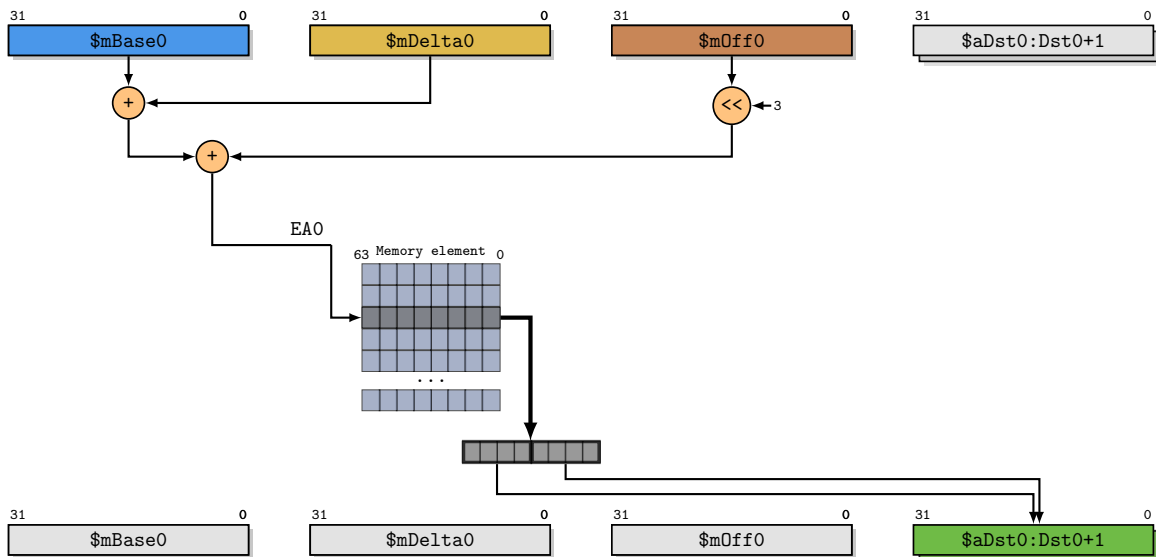 31 0 31 0 31 0 31 0
$mBase0 $mDelta0 $mOff0 $aDst0:Dst0+1
+ << 3
+
EA0
63 Memory element 0
...
31 0 31 0 31 0 31 0
$mBase0 $mDelta0 $mOff0 $aDst0:Dst0+1